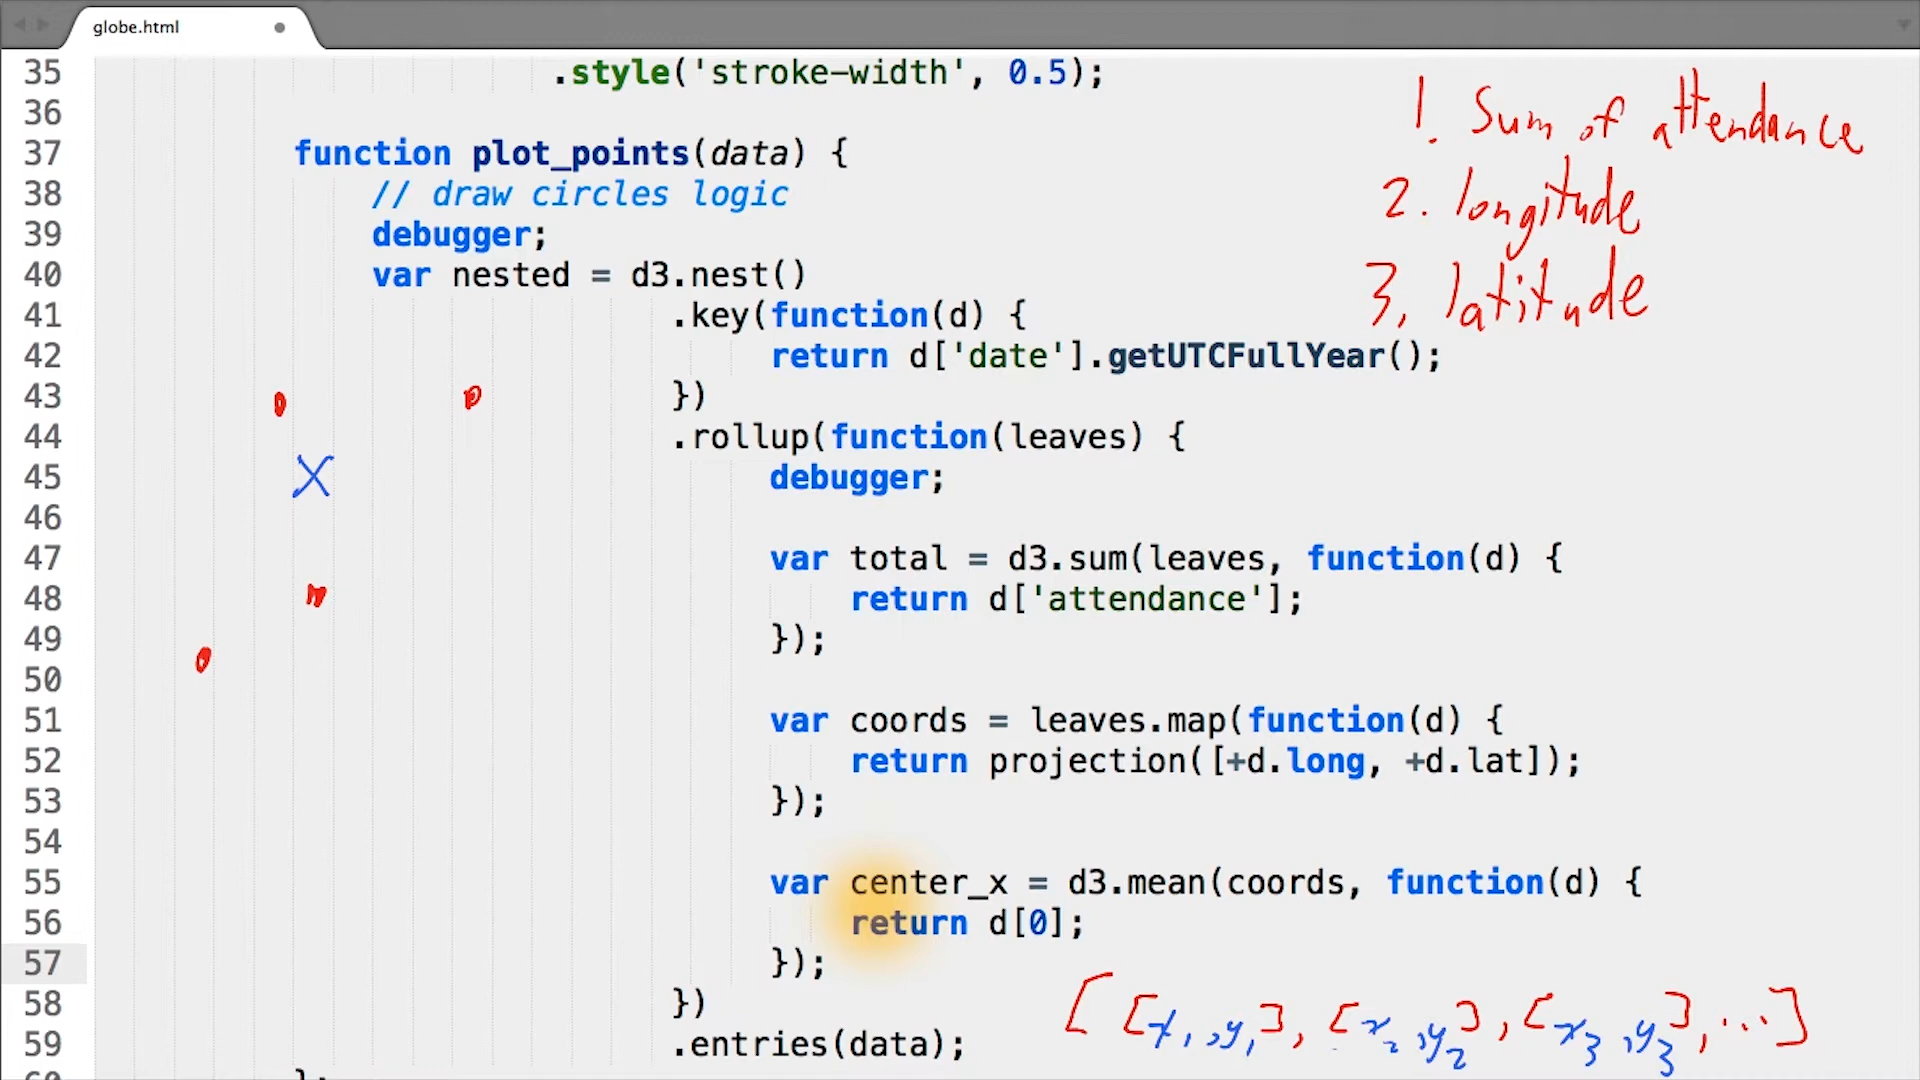 globe.html
35 .style('stroke-width', 0.5);
36
37 function plot_points(data) {
38 // draw circles logic
39 debugger;
40 var nested = d3.nest()
41 .key(function(d) {
42 return d['date'].getUTCFullYear();
43 })
44 .rollup(function(leaves) {
45 debugger;
46
47 var total = d3.sum(leaves, function(d) {
48 return d['attendance'];
49 });
50
51 var coords = leaves.map(function(d) {
52 return projection([+d.long, +d.lat]);
53 });
54
55 var center_x = d3.mean(coords, function(d) {
56 return d[0];
57 });
58 })
59 .entries(data);
60 };
1. Sum of attendance
2. longitude
3. latitude
X
[[x1,y1], [x2,y2], [x3,y3], ...]